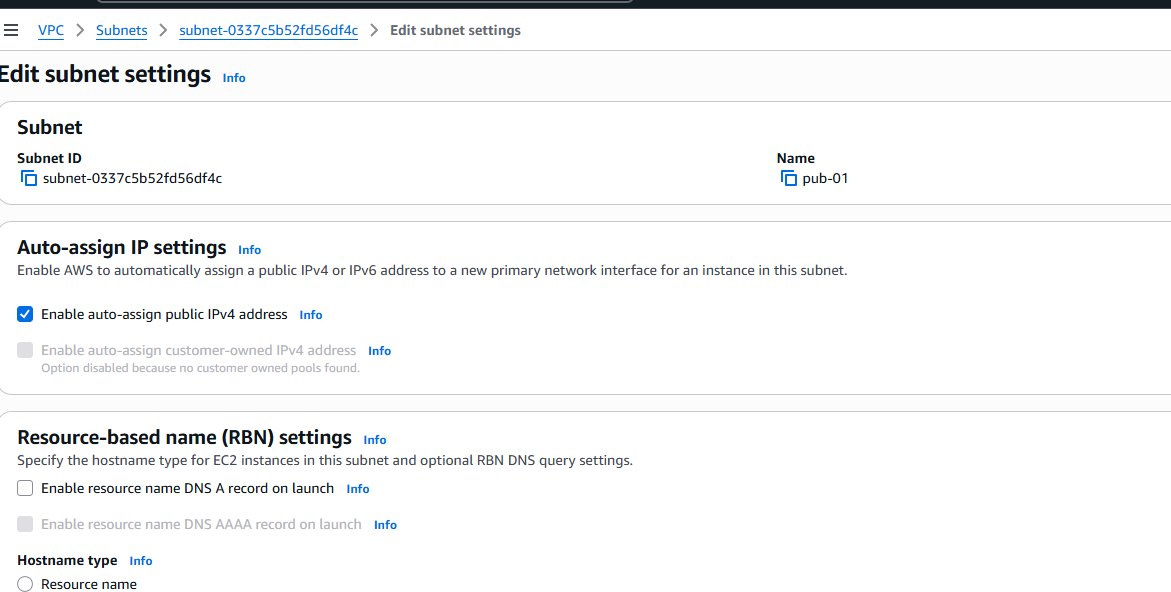 VPC > Subnets > subnet-0337c5b52fd56df4c > Edit subnet settings
Edit subnet settings Info
Subnet
Subnet ID Name
subnet-0337c5b52fd56df4c pub-01
Auto-assign IP settings Info
Enable AWS to automatically assign a public IPv4 or IPv6 address to a new primary network interface for an instance in this subnet.
Enable auto-assign public IPv4 address Info
Enable auto-assign customer-owned IPv4 address Info
Option disabled because no customer owned pools found.
Resource-based name (RBN) settings Info
Specify the hostname type for EC2 instances in this subnet and optional RBN DNS query settings.
Enable resource name DNS A record on launch Info
Enable resource name DNS AAAA record on launch Info
Hostname type Info
Resource name